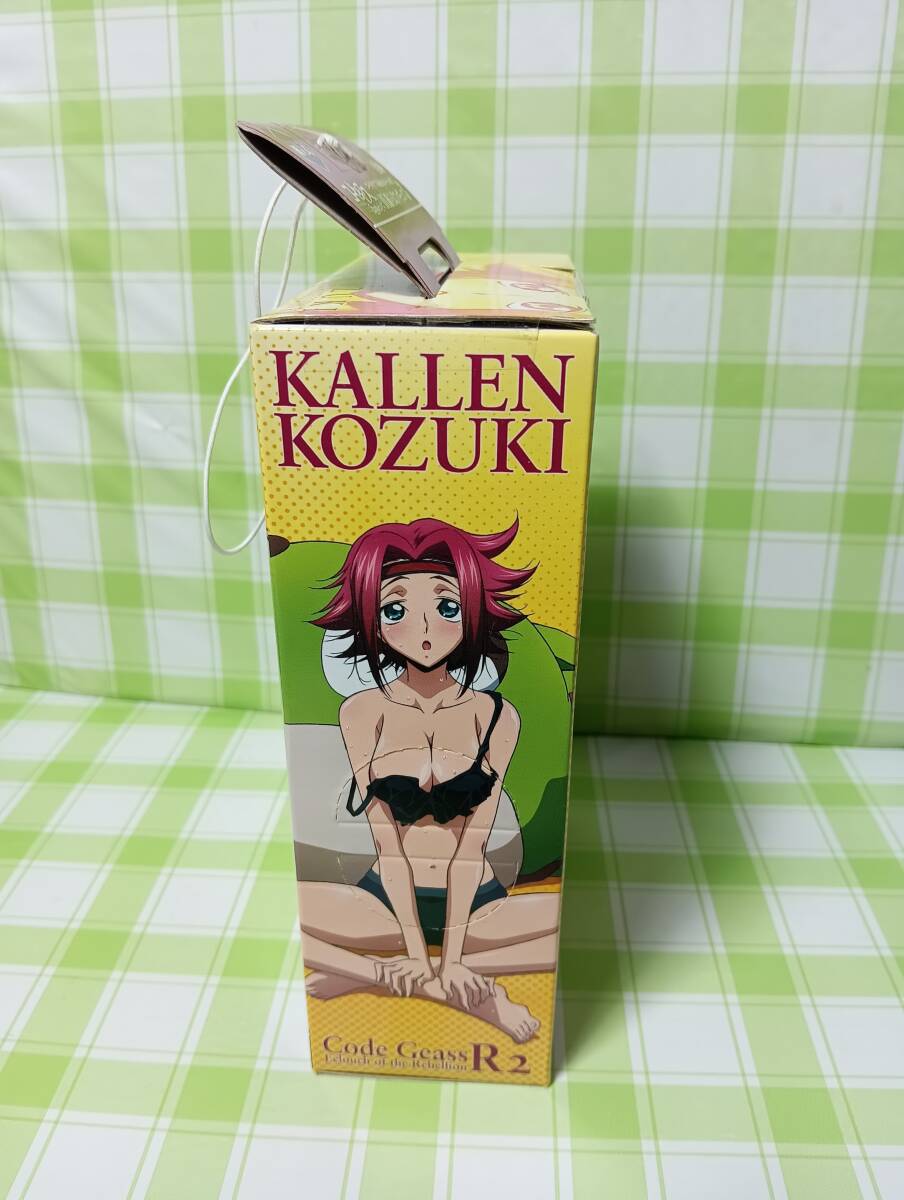 KALLEN
KOZUKI
Code Geass R2
Lelouch of the Rebellion